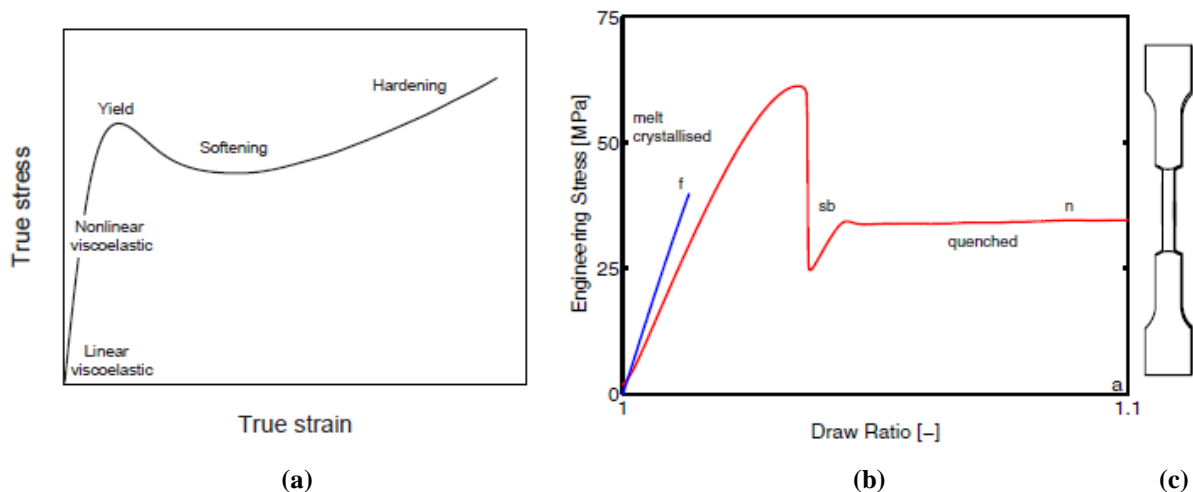 True stress
Yield
Hardening
Softening
Nonlinear
viscoelastic
Linear
viscoelastic
True strain
(a)
Engineering Stress [MPa]
75
50
25
0
melt
crystallised
f
sb
n
quenched
a
1
1.1
Draw Ratio [−]
(b)
(c)